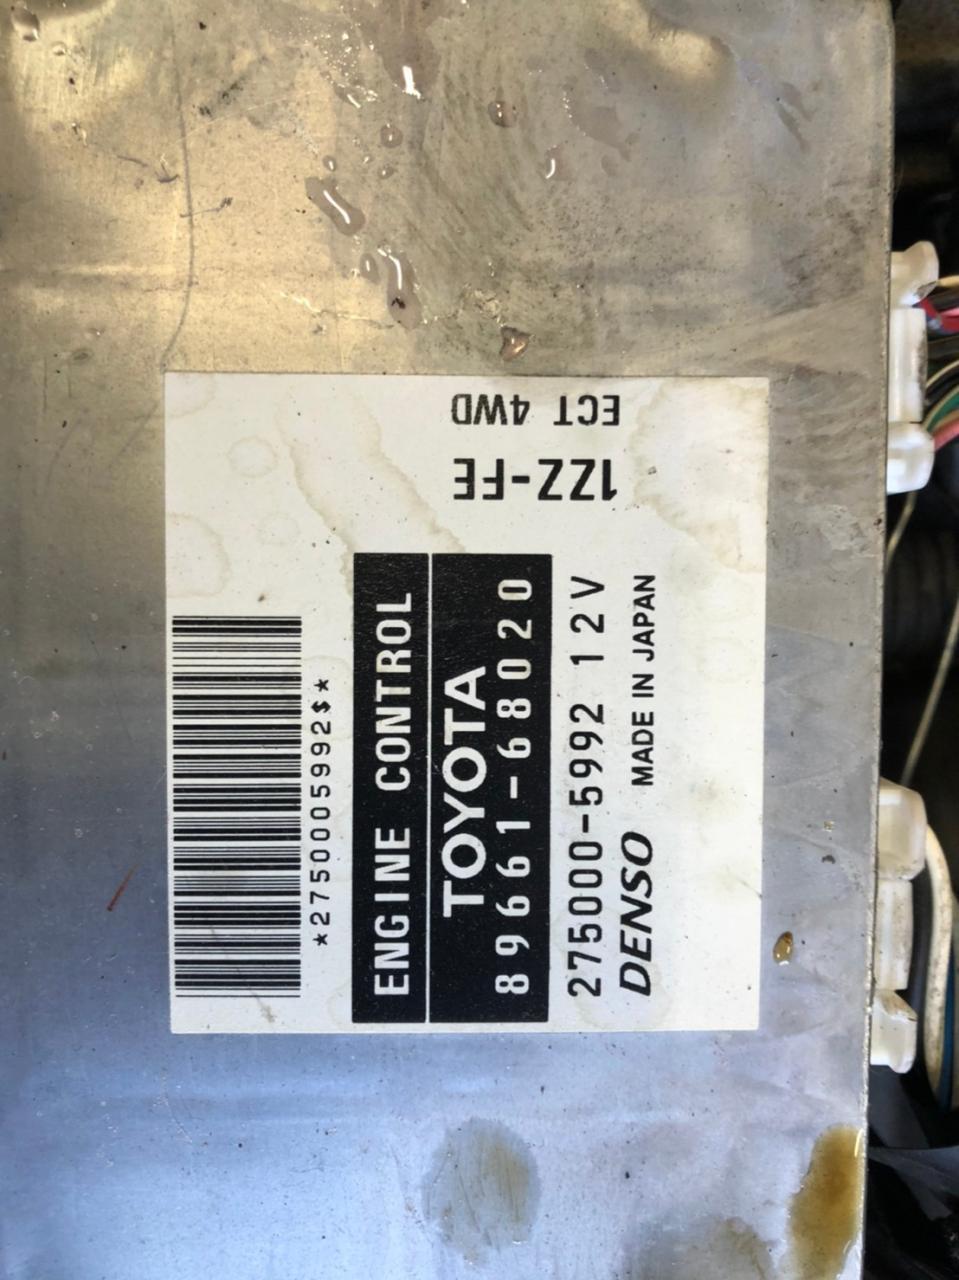 *2750005992$*
ENGINE CONTROL
TOYOTA
89661-68020
275000-5992 12V
DENSO MADE IN JAPAN
1ZZ-FE
ECT 4WD